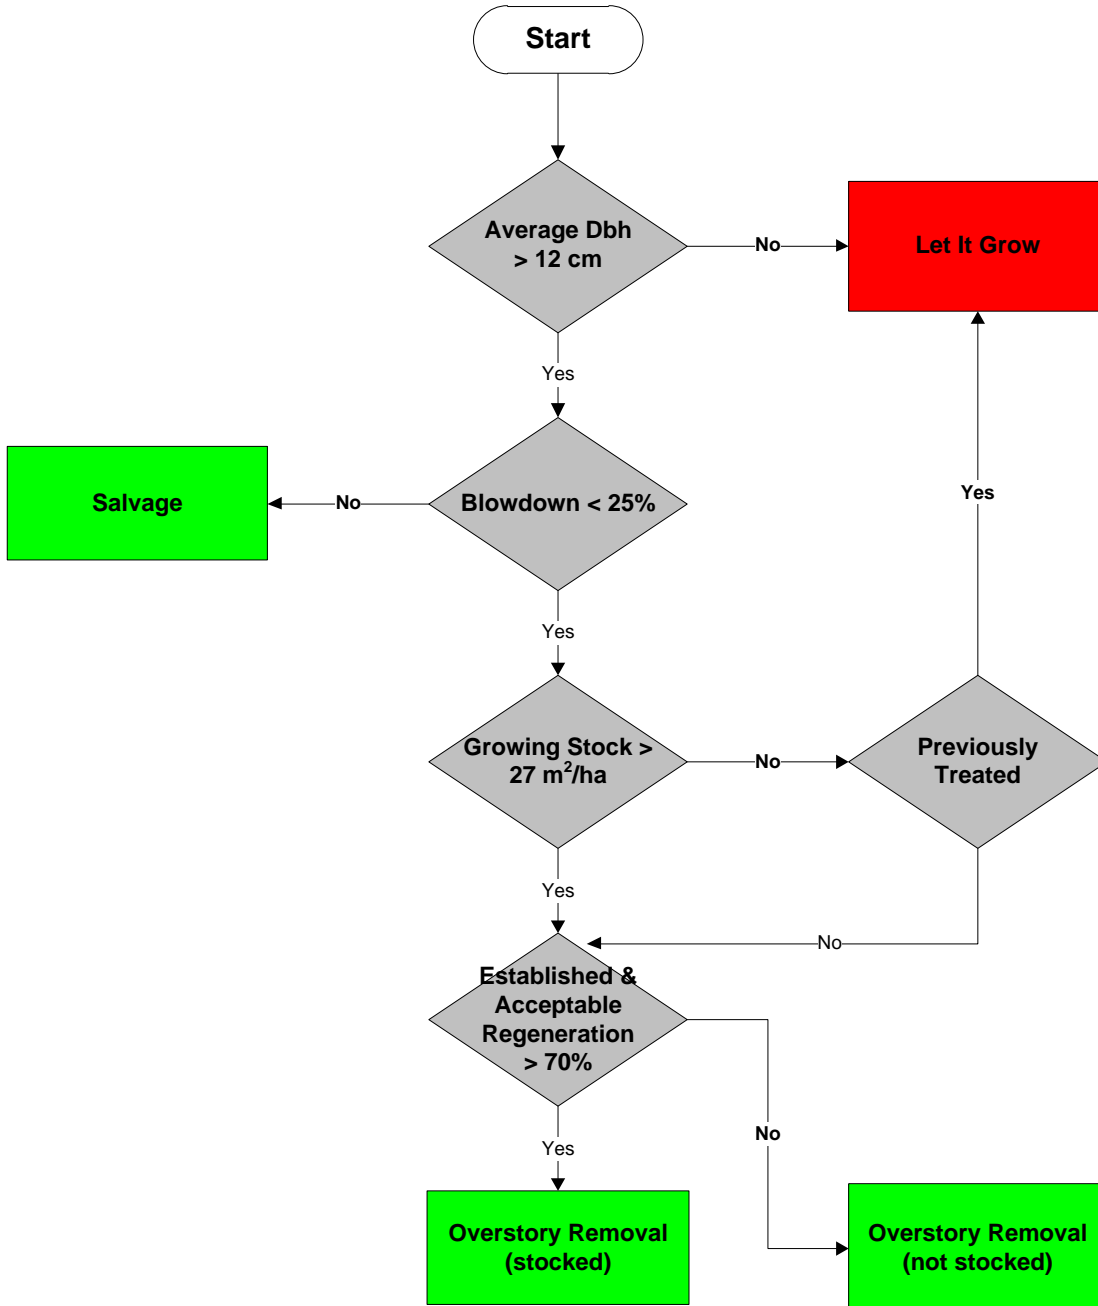 Start
Average Dbh
> 12 cm
No
Let It Grow
Yes
Salvage
No
Blowdown < 25%
Yes
Yes
Growing Stock >
27 m²/ha
No
Previously
Treated
Yes
No
Established &
Acceptable
Regeneration
> 70%
No
Yes
Overstory Removal
(stocked)
Overstory Removal
(not stocked)